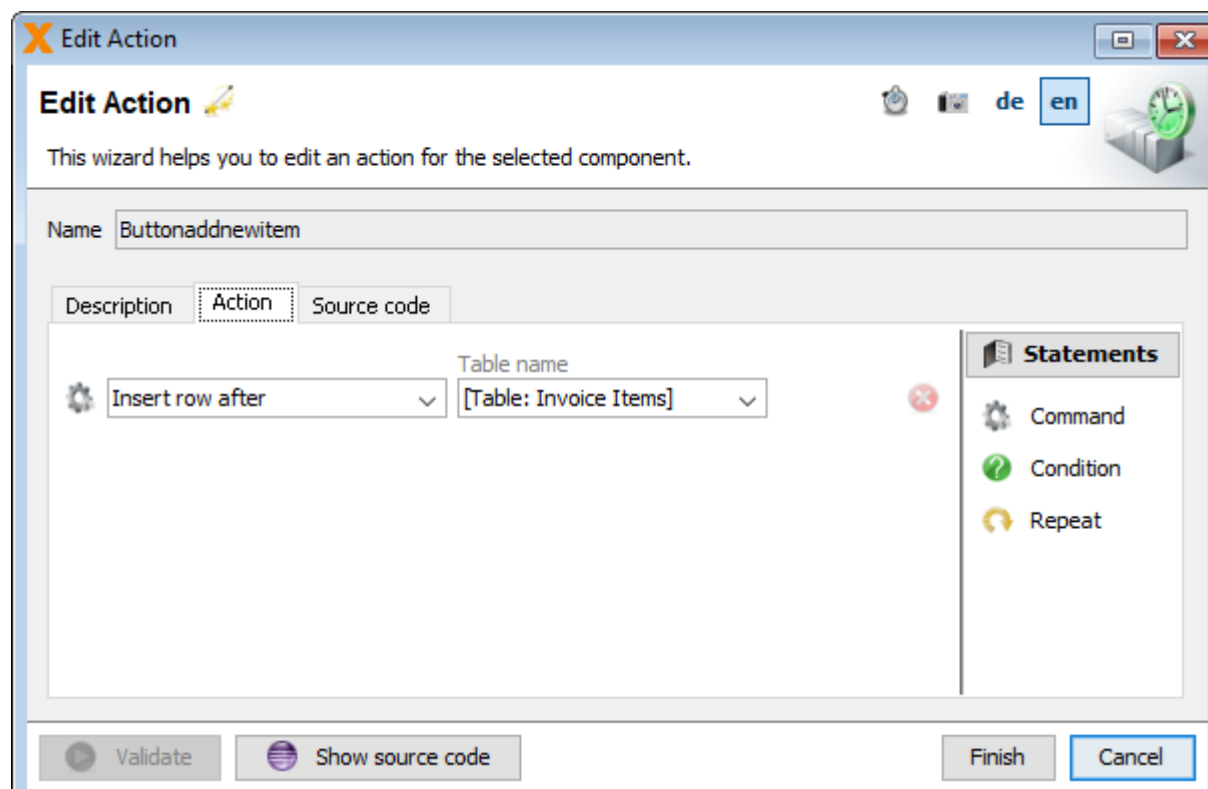 Edit Action
Edit Action
de en
This wizard helps you to edit an action for the selected component.
Name Buttonaddnewitem
Description Action Source code
Table name
Insert row after [Table: Invoice Items]
Statements
Command
Condition
Repeat
Validate Show source code Finish Cancel